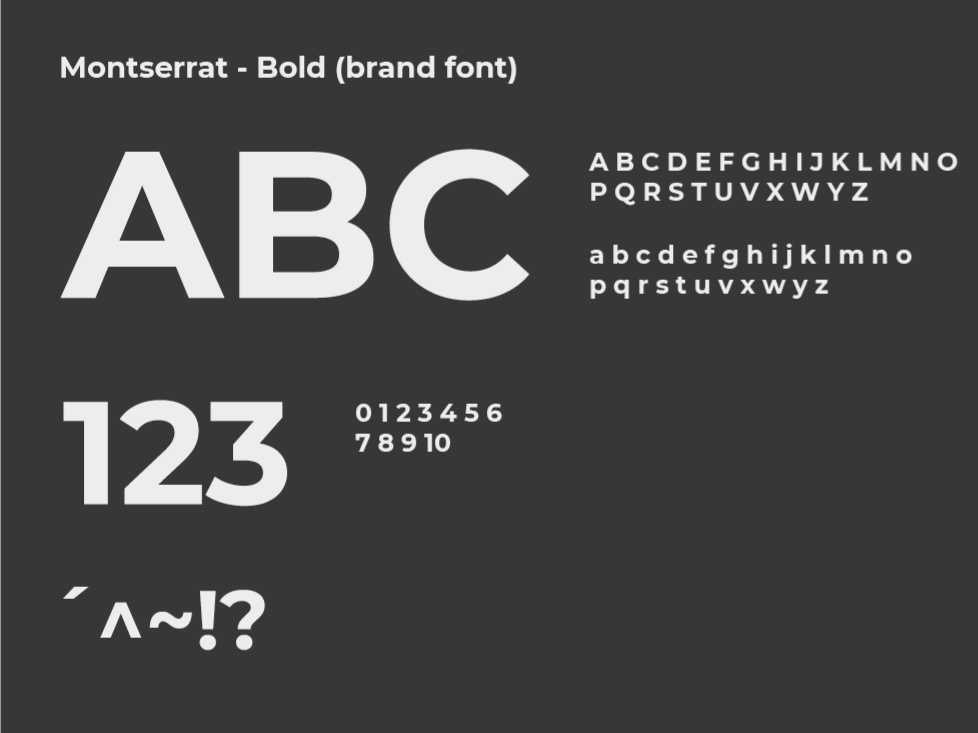 Montserrat - Bold (brand font)
ABC
A B C D E F G H I J K L M N O
P Q R S T U V X W Y Z
a b c d e f g h i j k l m n o
p q r s t u v x w y z
123
0 1 2 3 4 5 6
7 8 9 10
´^~!?